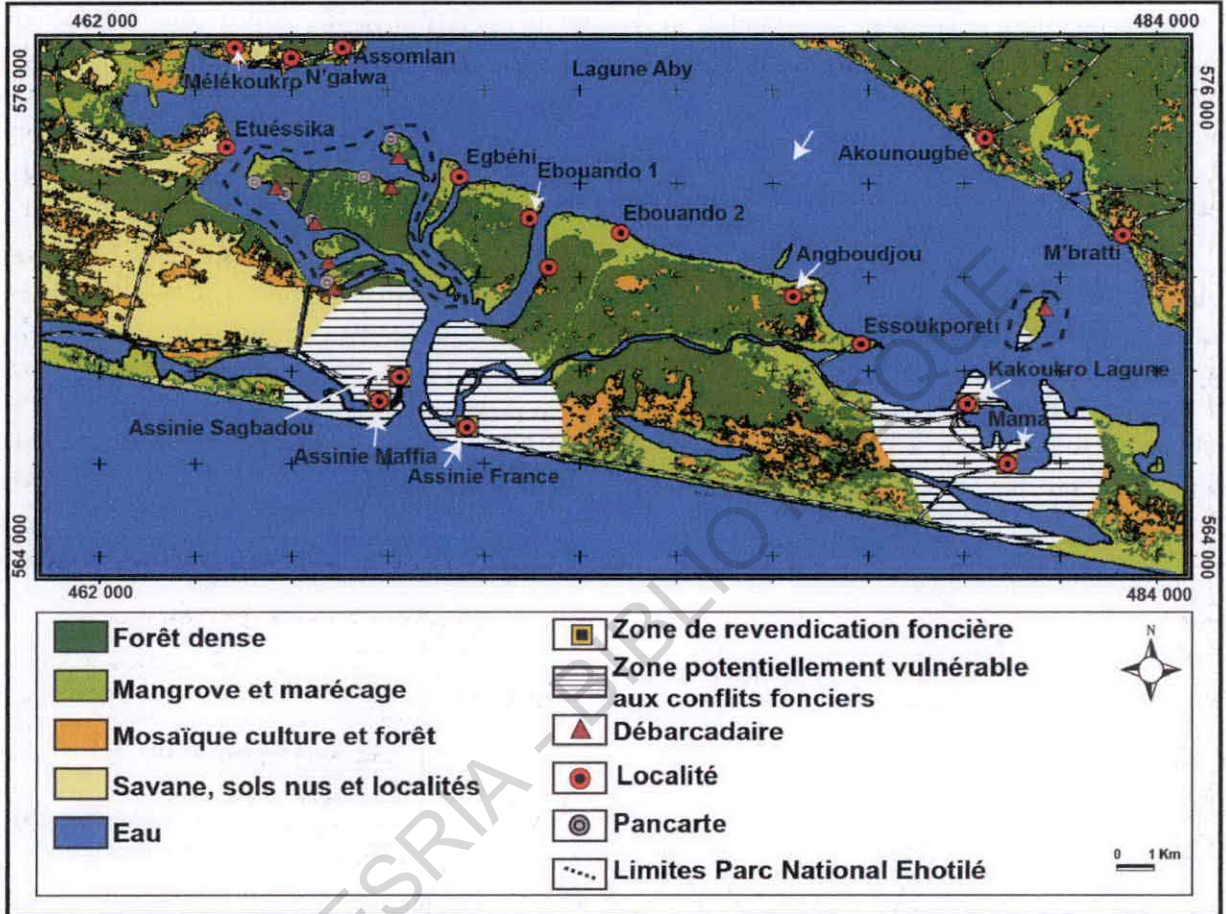 462 000
484 000
576 000
576 000
Mélékoukro
N'galwa
Assomlan
Lagune Aby
Etuéssika
Egbéhi
Ebouando 1
Akounougbé
Ebouando 2
Angboudjou
M'bratti
Essoukporeti
Kakoukro Lagune
Mama
Assinie Sagbadou
Assinie Maffia
Assinie France
564 000
564 000
462 000
484 000
Forêt dense
Mangrove et marécage
Mosaïque culture et forêt
Savane, sols nus et localités
Eau
Zone de revendication foncière
Zone potentiellement vulnérable
aux conflits fonciers
Débarcadaire
Localité
Pancarte
Limites Parc National Ehotilé
N
0 1 Km
ESRIA - BIBLIOTHEQUE